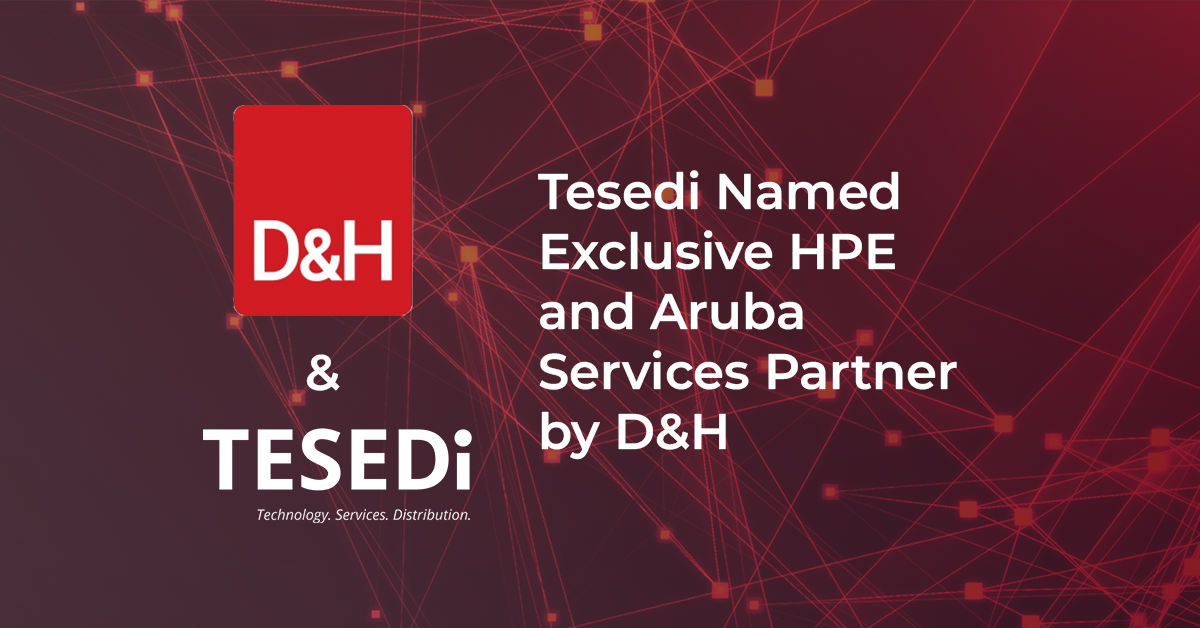 D&H
&
TESEDi
Technology. Services. Distribution.
Tesedi Named
Exclusive HPE
and Aruba
Services Partner
by D&H